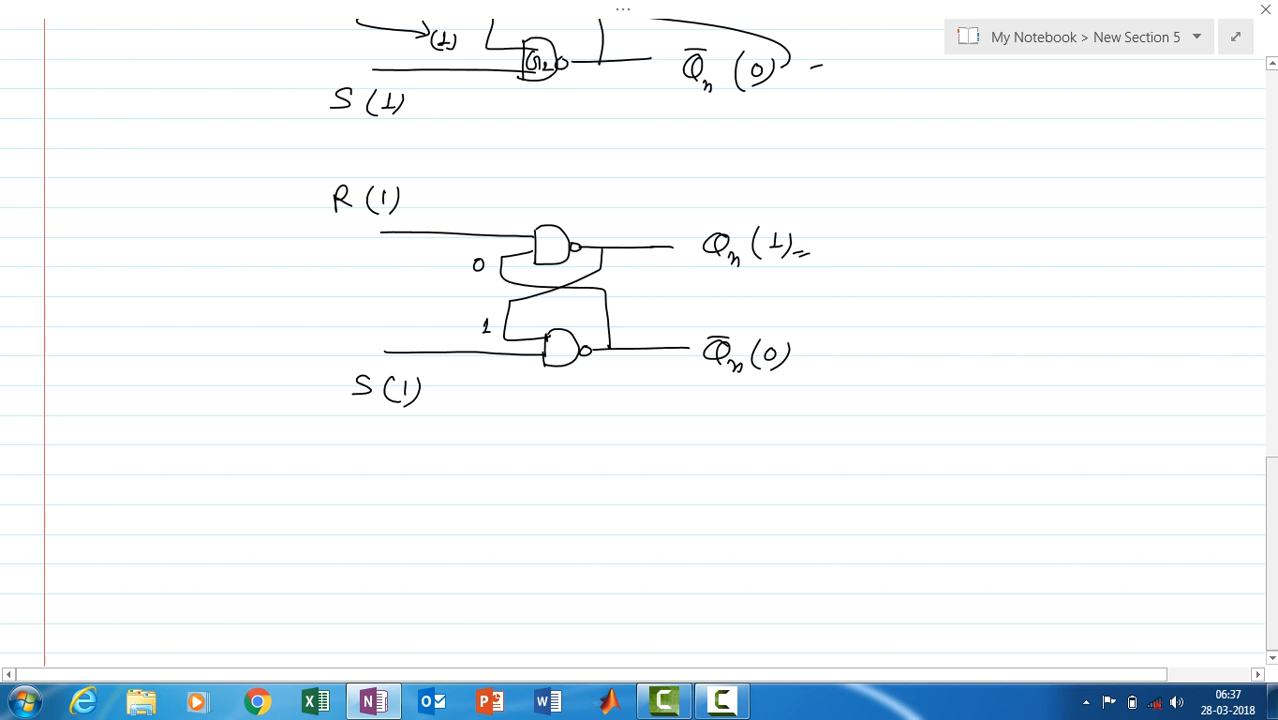 ...
My Notebook > New Section 5
(1)
G₂
Q̅n (0)
S (1)
R (1)
Qn (1) =
0
1
Q̅n (0)
S (1)
06:37
28-03-2018